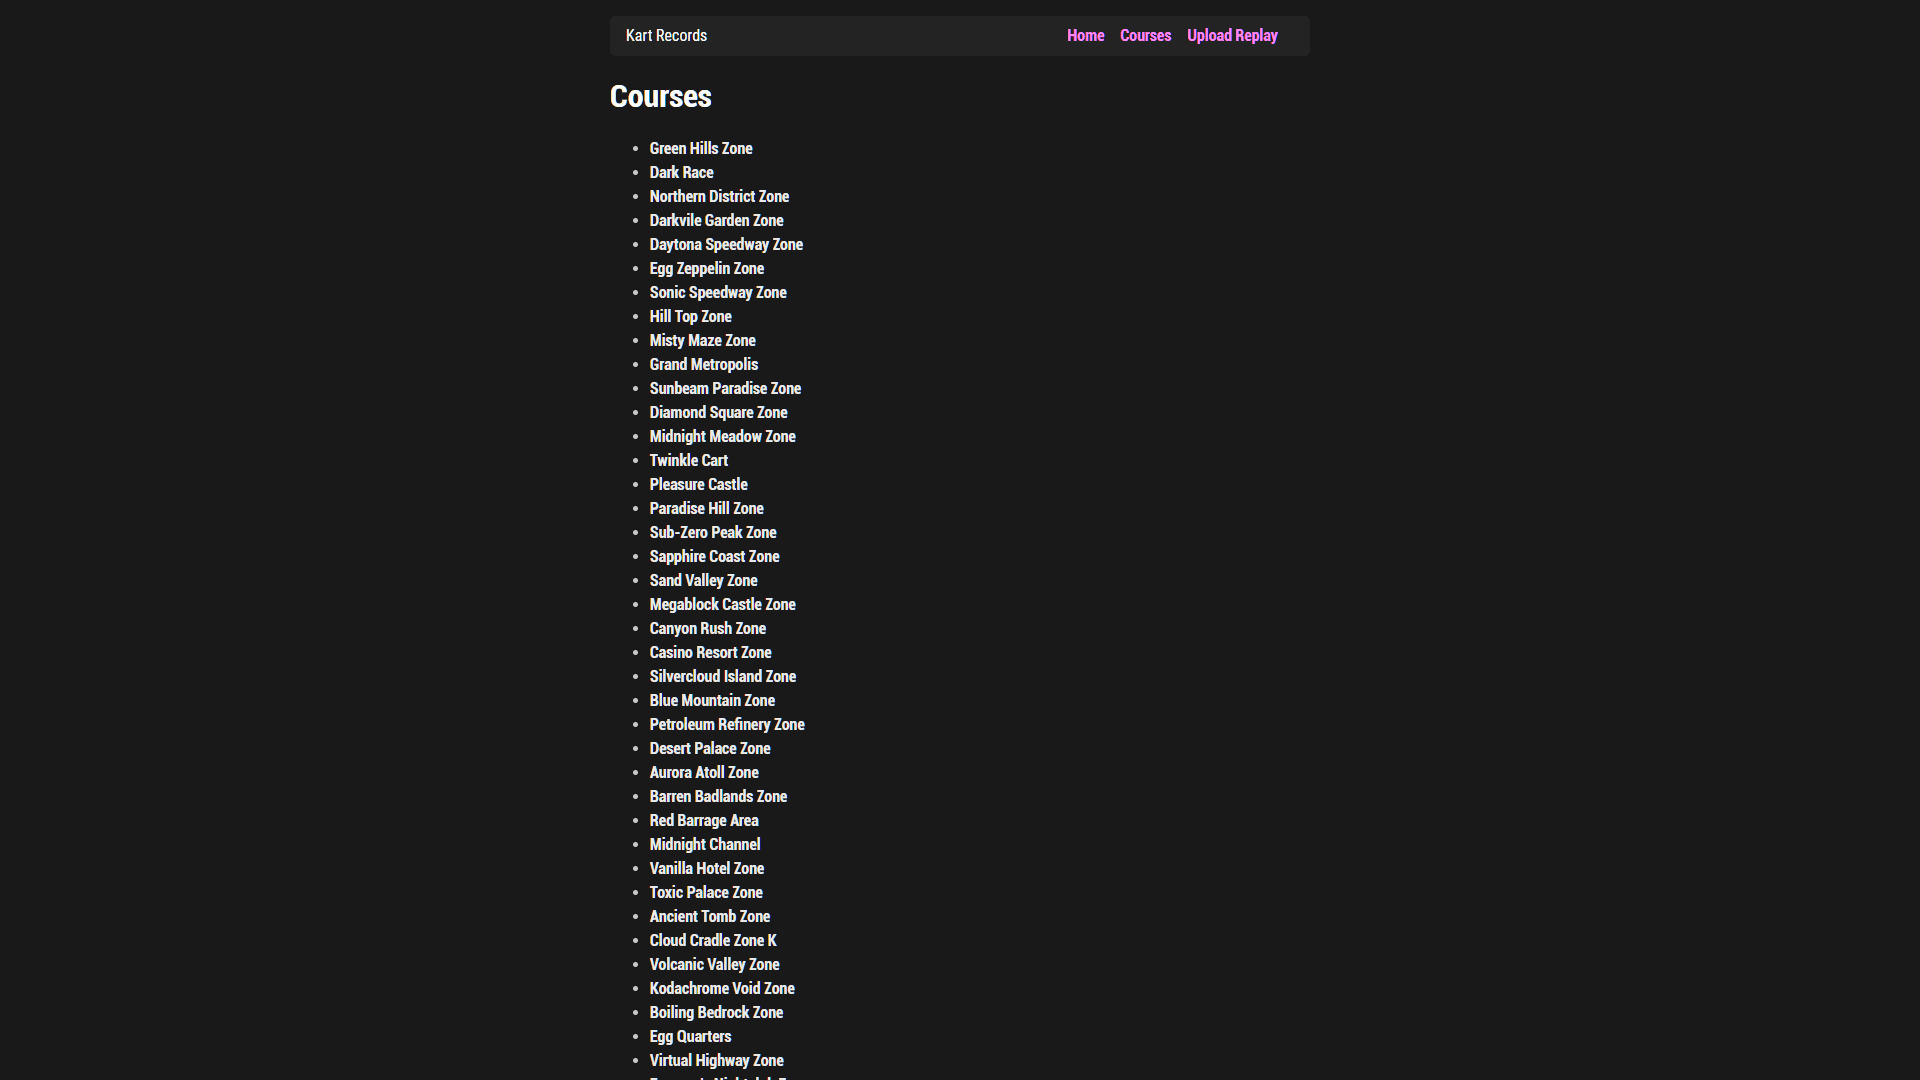 Kart Records Home Courses Upload Replay
Courses
Green Hills Zone
Dark Race
Northern District Zone
Darkvile Garden Zone
Daytona Speedway Zone
Egg Zeppelin Zone
Sonic Speedway Zone
Hill Top Zone
Misty Maze Zone
Grand Metropolis
Sunbeam Paradise Zone
Diamond Square Zone
Midnight Meadow Zone
Twinkle Cart
Pleasure Castle
Paradise Hill Zone
Sub-Zero Peak Zone
Sapphire Coast Zone
Sand Valley Zone
Megablock Castle Zone
Canyon Rush Zone
Casino Resort Zone
Silvercloud Island Zone
Blue Mountain Zone
Petroleum Refinery Zone
Desert Palace Zone
Aurora Atoll Zone
Barren Badlands Zone
Red Barrage Area
Midnight Channel
Vanilla Hotel Zone
Toxic Palace Zone
Ancient Tomb Zone
Cloud Cradle Zone K
Volcanic Valley Zone
Kodachrome Void Zone
Boiling Bedrock Zone
Egg Quarters
Virtual Highway Zone